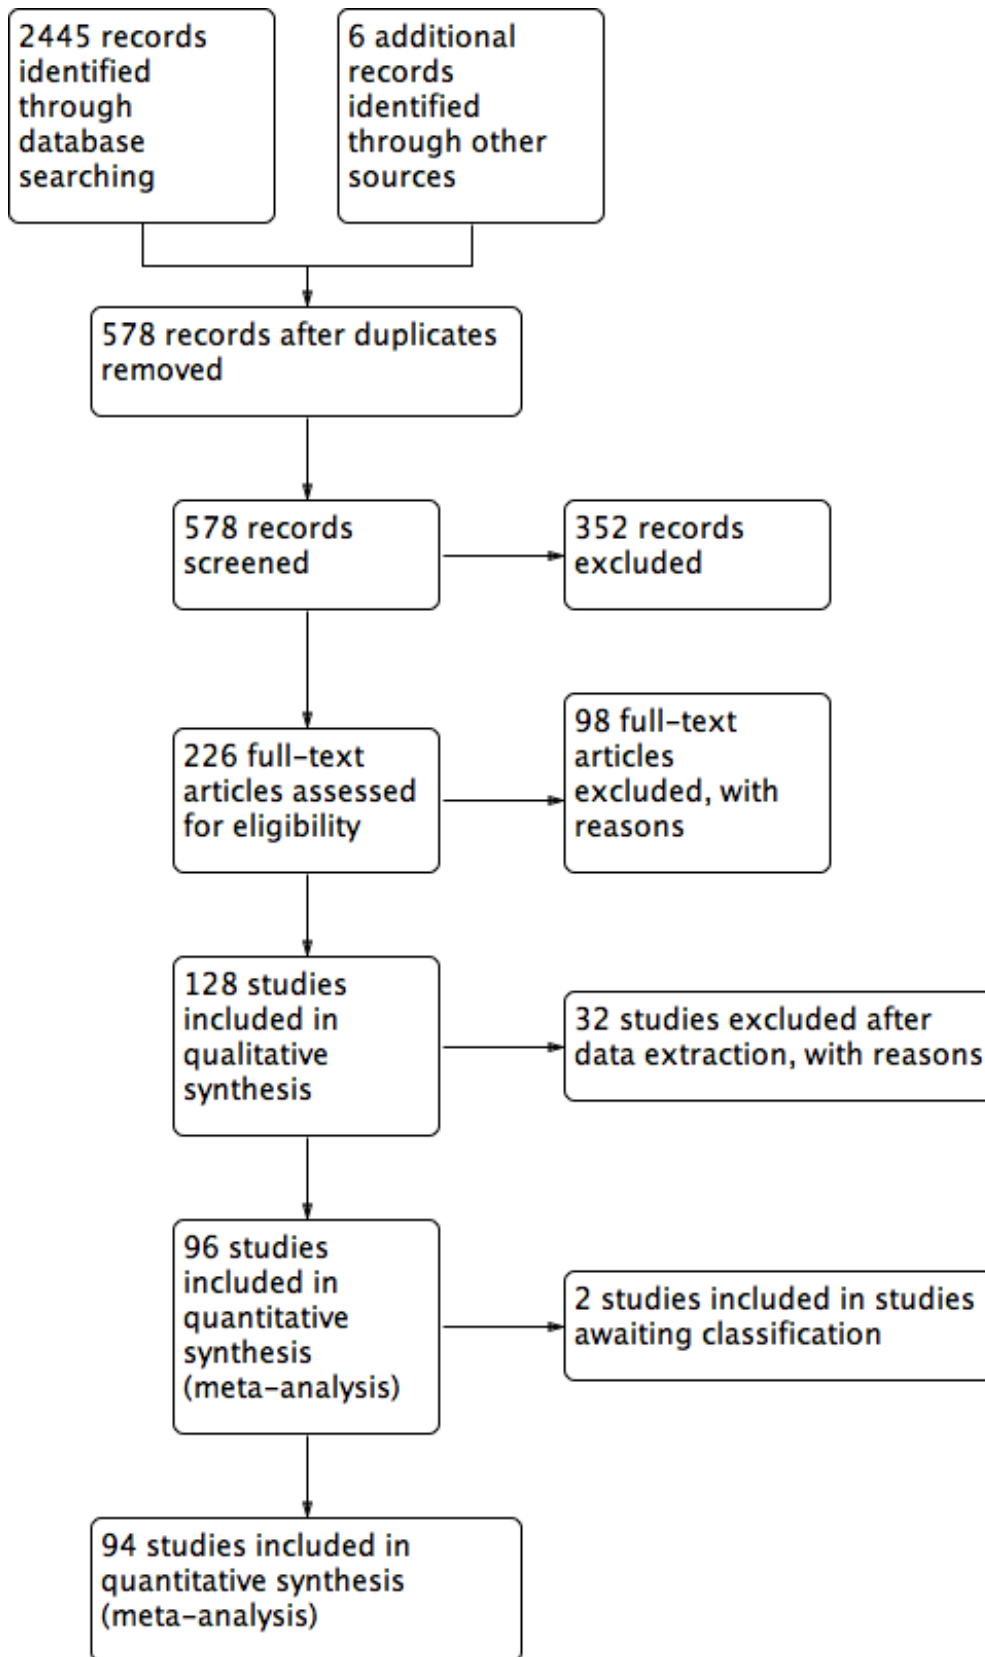 2445 records
identified
through
database
searching
6 additional
records
identified
through other
sources
578 records after duplicates
removed
578 records
screened
352 records
excluded
226 full-text
articles assessed
for eligibility
98 full-text
articles
excluded, with
reasons
128 studies
included in
qualitative
synthesis
32 studies excluded after
data extraction, with reasons
96 studies
included in
quantitative
synthesis
(meta-analysis)
2 studies included in studies
awaiting classification
94 studies included in
quantitative synthesis
(meta-analysis)